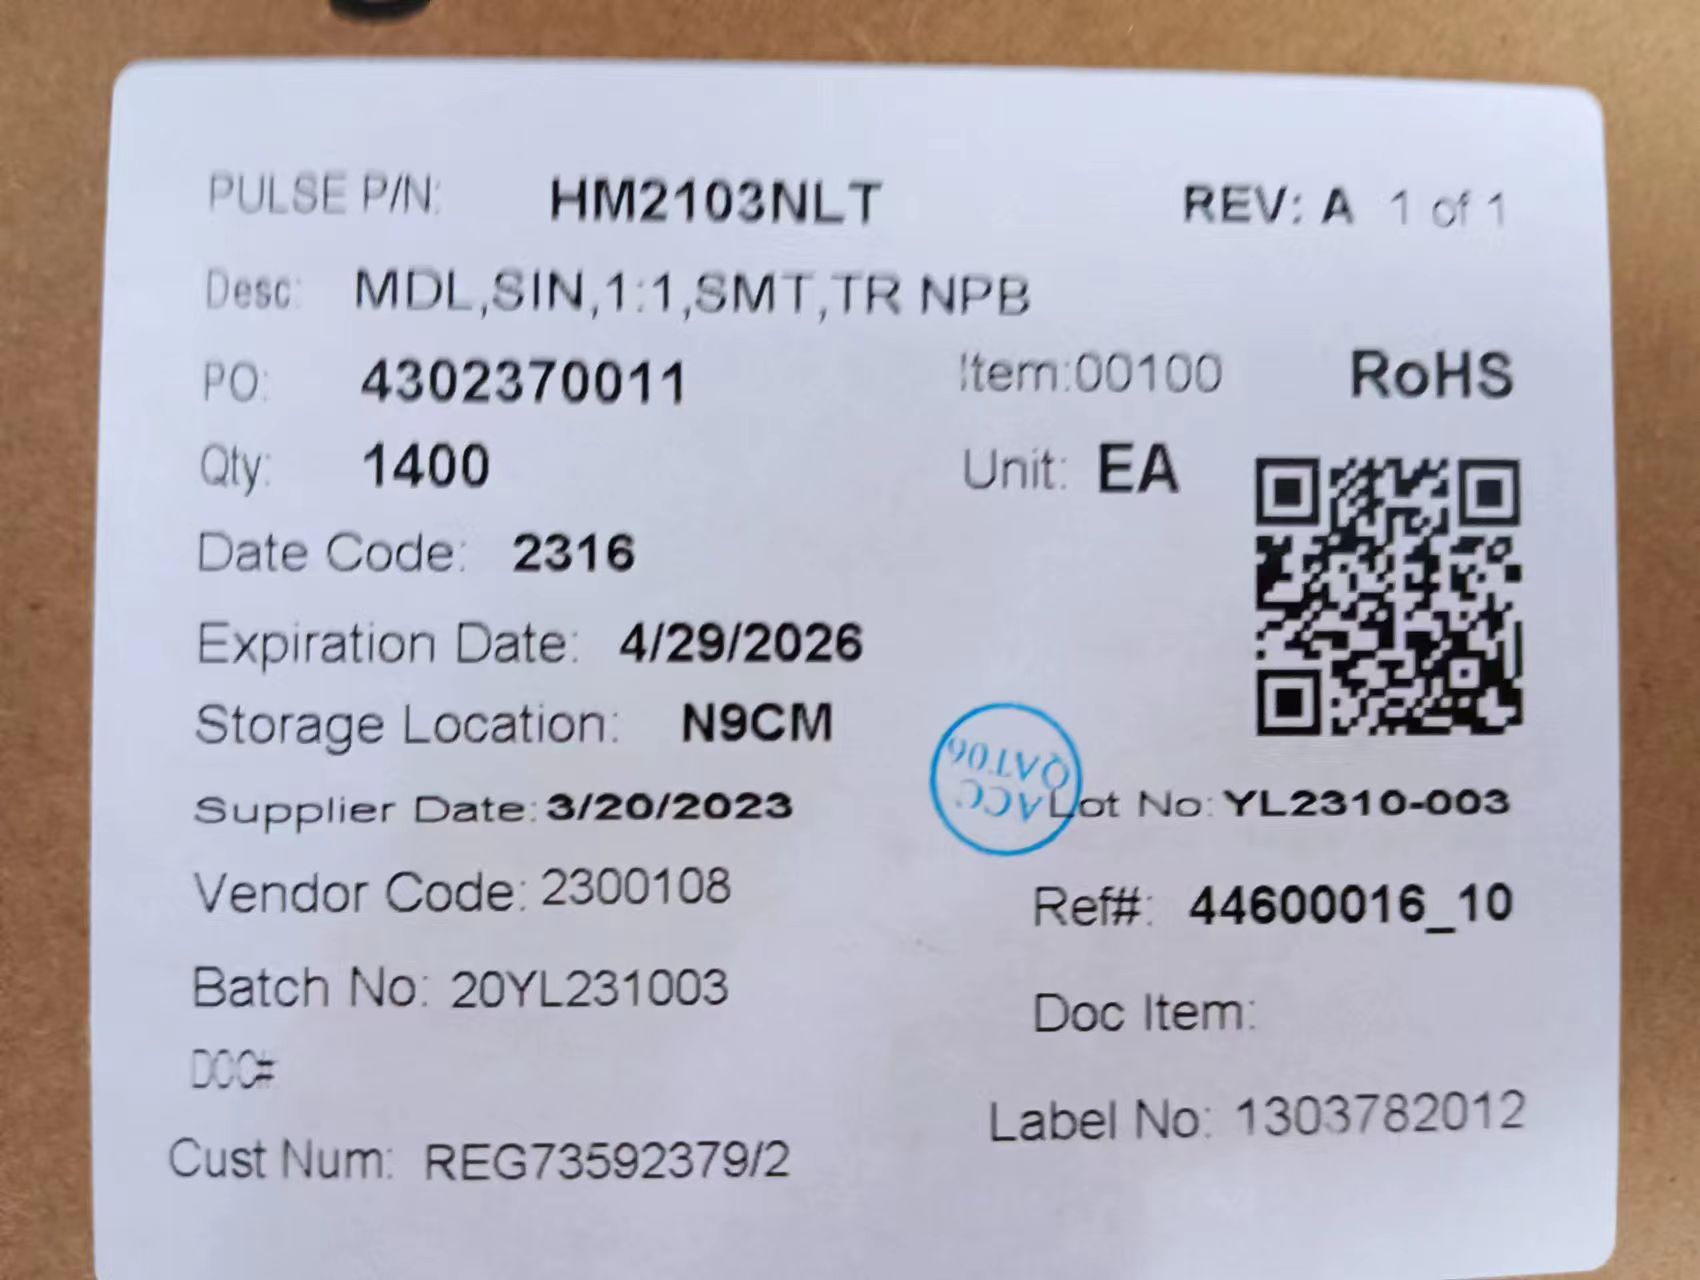 PULSE P/N: HM2103NLT REV: A 1 of 1
Desc: MDL,SIN,1:1,SMT,TR NPB
PO: 4302370011 Item:00100 RoHS
Qty: 1400 Unit: EA
Date Code: 2316
Expiration Date: 4/29/2026
Storage Location: N9CM
QAT06
ACC
Supplier Date: 3/20/2023 Lot No: YL2310-003
Vendor Code: 2300108 Ref#: 44600016_10
Batch No: 20YL231003 Doc Item:
DOC#
Label No: 1303782012
Cust Num: REG73592379/2